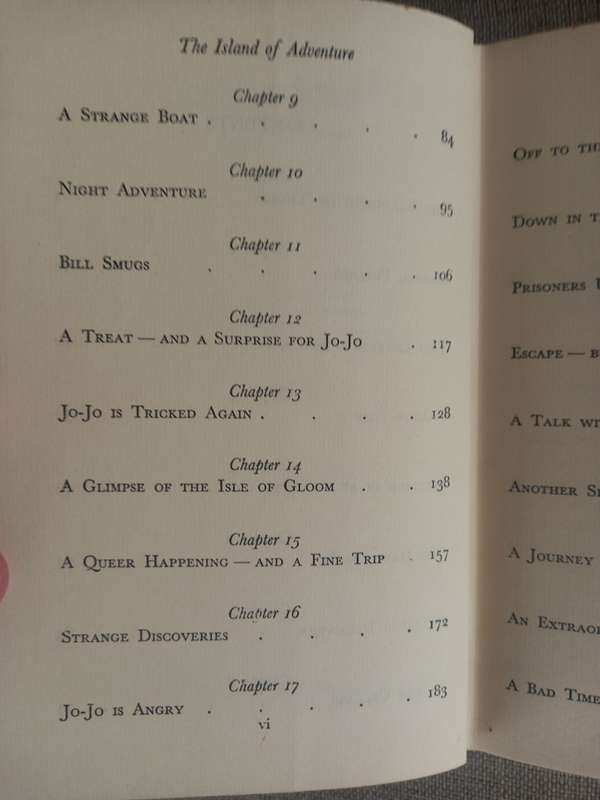 The Island of Adventure
Chapter 9
A Strange Boat . . . . . 84
Chapter 10
Night Adventure . . . . 95
Chapter 11
Bill Smugs . . . . . 106
Chapter 12
A Treat — and a Surprise for Jo-Jo . 117
Chapter 13
Jo-Jo is Tricked Again . . . . 128
Chapter 14
A Glimpse of the Isle of Gloom . . 138
Chapter 15
A Queer Happening — and a Fine Trip . 157
Chapter 16
Strange Discoveries . . . . 172
Chapter 17
Jo-Jo is Angry . . . . . 183
vi
Off to
Down in
Prisoners
Escape —
A Talk
Another
A Journey
An
A Bad Time